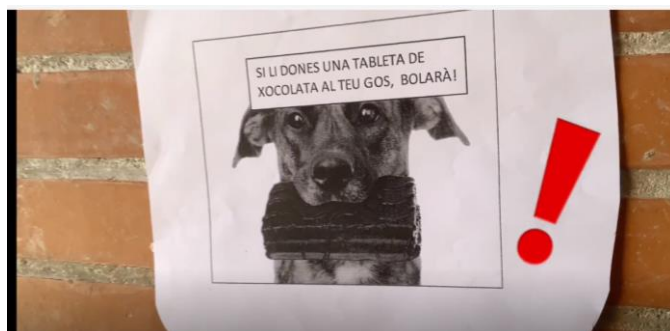 SI LI DONES UNA TABLETA DE
XOCOLATA AL TEU GOS, BOLARÀ!